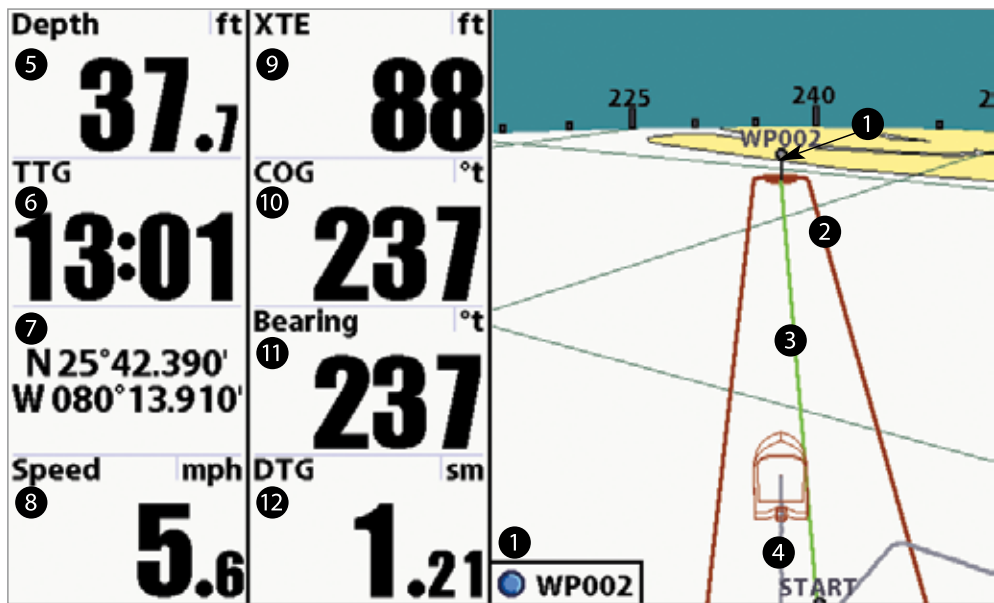 Depth ft
5
37.7
TTG
6
13:01
7
N 25°42.390'
W 080°13.910'
Speed mph
8
5.6
XTE ft
9
88
COG °t
10
237
Bearing °t
11
237
DTG sm
12
1.21
225 240
1
WP002
2
3
4
START
1
WP002